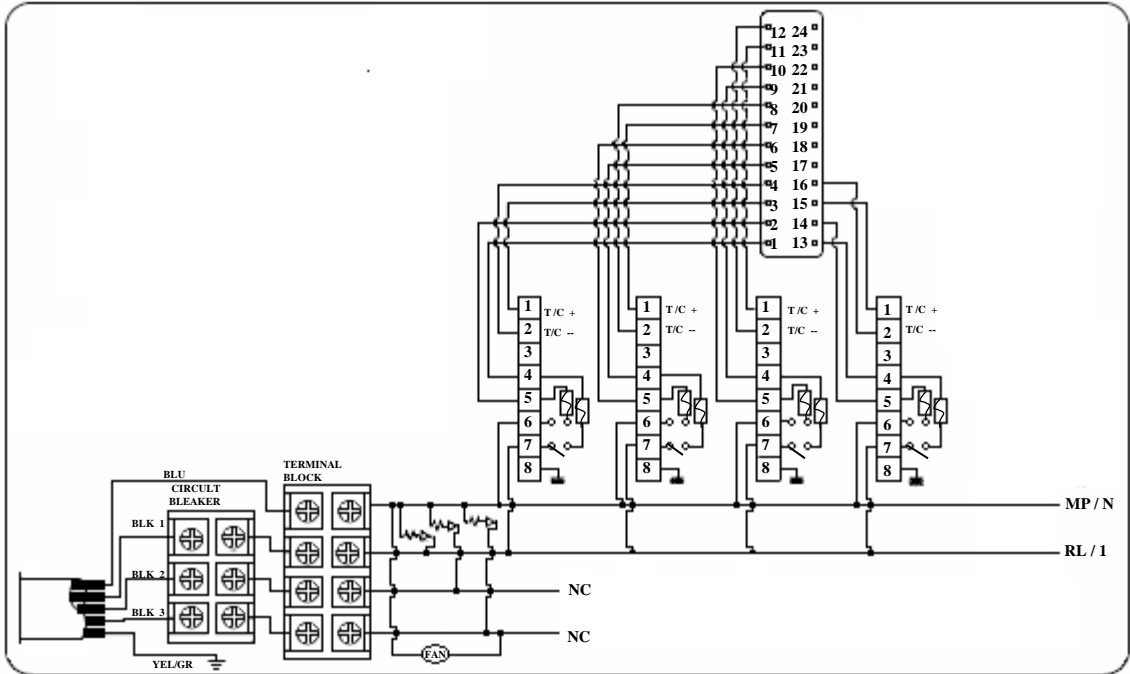 12 24
11 23
10 22
9 21
8 20
7 19
6 18
5 17
4 16
3 15
2 14
1 13
1 T/C + 1 T/C + 1 T/C + 1 T/C +
2 T/C -- 2 T/C -- 2 T/C -- 2 T/C --
3 3 3 3
4 4 4 4
5 5 5 5
6 6 6 6
7 7 7 7
8 8 8 8
TERMINAL
BLOCK
BLU
CIRCULT
BLEAKER
MP / N
BLK 1
RL / 1
BLK 2
NC
BLK 3
NC
FAN
YEL/GR